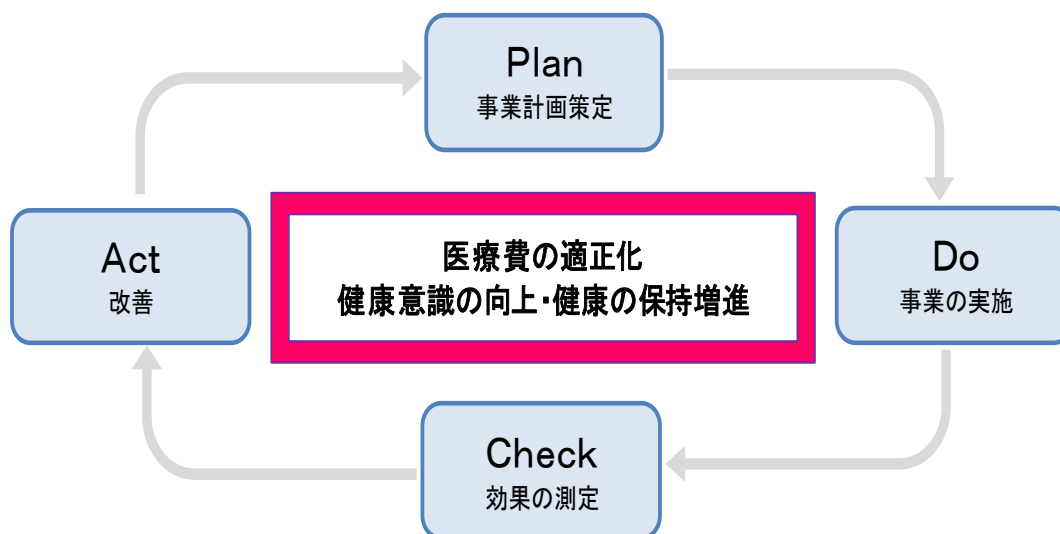 Plan
事業計画策定
Act
改善
医療費の適正化
健康意識の向上・健康の保持増進
Do
事業の実施
Check
効果の測定